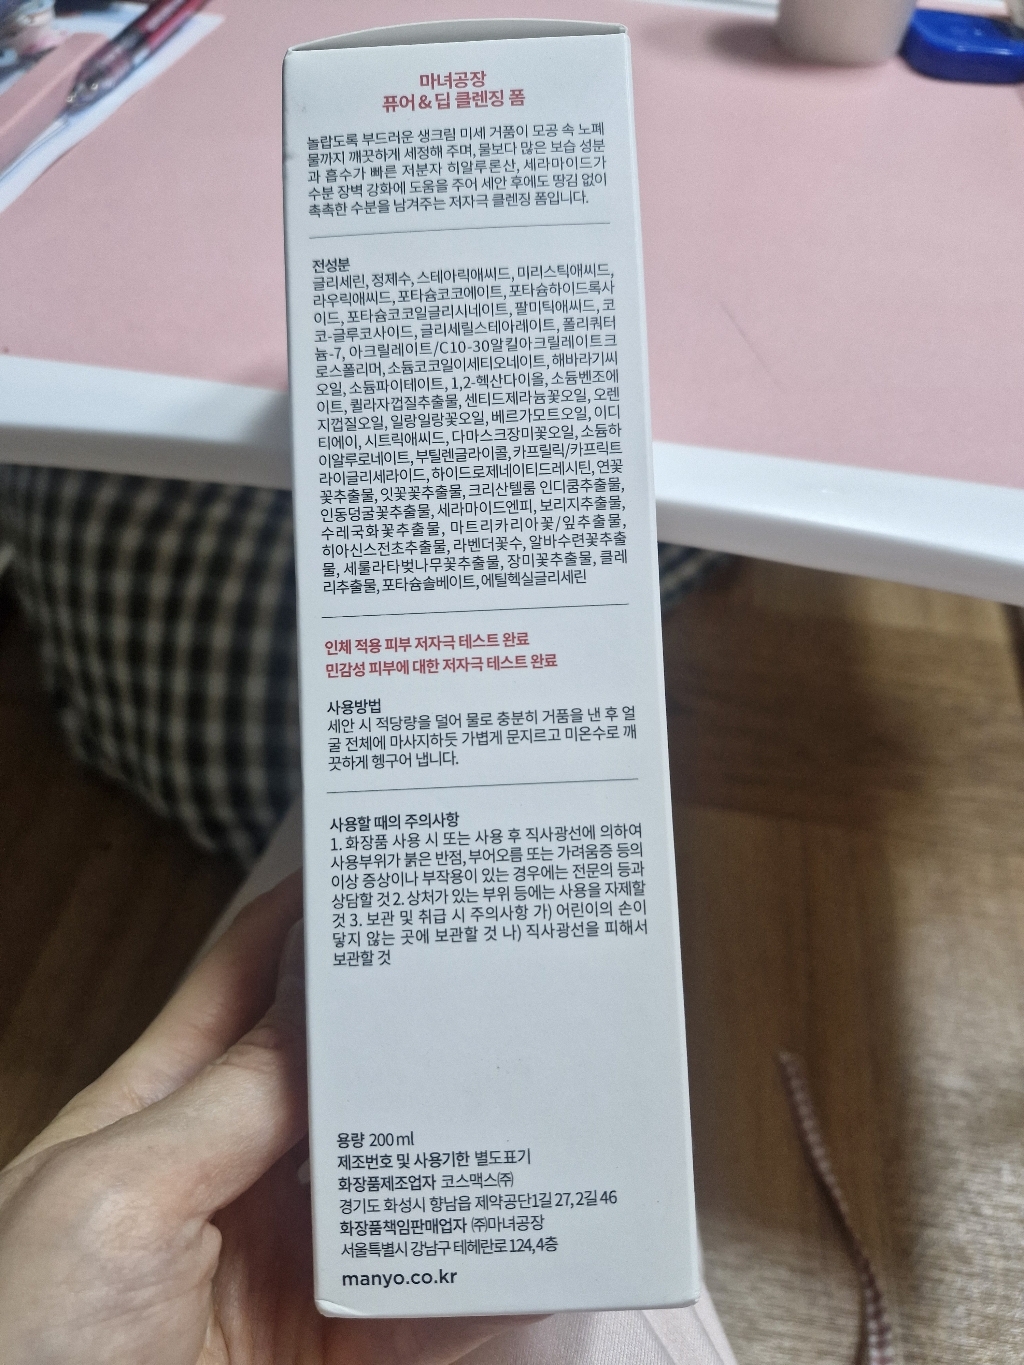 마녀공장
퓨어&딥 클렌징 폼
놀랍도록 부드러운 생크림 미세 거품이 모공 속 노폐
물까지 깨끗하게 세정해 주며, 물보다 많은 보습 성분
과 흡수가 빠른 저분자 히알루론산, 세라마이드가
수분 장벽 강화에 도움을 주어 세안 후에도 땅김 없이
촉촉한 수분을 남겨주는 저자극 클렌징 폼입니다.
전성분
글리세린, 정제수, 스테아릭애씨드, 미리스틱애씨드,
라우릭애씨드, 포타슘코코에이트, 포타슘하이드록사
이드, 포타슘코코일글리시네이트, 팔미틱애씨드, 코
코-글루코사이드, 글리세릴스테아레이트, 폴리쿼터
늄-7, 아크릴레이트/C10-30알킬아크릴레이트크
로스폴리머, 소듐코코일이세티오네이트, 해바라기씨
오일, 소듐파이테이트, 1,2-헥산다이올, 소듐벤조에
이트, 퀼라자껍질추출물, 센티드제라늄꽃오일, 오렌
지껍질오일, 일랑일랑꽃오일, 베르가모트오일, 이디
티에이, 시트릭애씨드, 다마스크장미꽃오일, 소듐하
이알루로네이트, 부틸렌글라이콜, 카프릴릭/카프릭트
라이글리세라이드, 하이드로제네이티드레시틴, 연꽃
꽃추출물, 잇꽃꽃추출물, 크리산텔룸 인디쿰추출물,
인동덩굴꽃추출물, 세라마이드엔피, 보리지추출물,
수레국화꽃추출물, 마트리카리아꽃/잎추출물,
히아신스전초추출물, 라벤더꽃수, 알바수련꽃추출
물, 세룰라타벚나무꽃추출물, 장미꽃추출물, 클레
리추출물, 포타슘솔베이트, 에틸헥실글리세린
인체 적용 피부 저자극 테스트 완료
민감성 피부에 대한 저자극 테스트 완료
사용방법
세안 시 적당량을 덜어 물로 충분히 거품을 낸 후 얼
굴 전체에 마사지하듯 가볍게 문지르고 미온수로 깨
끗하게 헹구어 냅니다.
사용할 때의 주의사항
1. 화장품 사용 시 또는 사용 후 직사광선에 의하여
사용부위가 붉은 반점, 부어오름 또는 가려움증 등의
이상 증상이나 부작용이 있는 경우에는 전문의 등과
상담할 것 2. 상처가 있는 부위 등에는 사용을 자제할
것 3. 보관 및 취급 시 주의사항 가) 어린이의 손이
닿지 않는 곳에 보관할 것 나) 직사광선을 피해서
보관할 것
용량 200ml
제조번호 및 사용기한 별도표기
화장품제조업자 코스맥스㈜
경기도 화성시 향남읍 제약공단1길 27, 2길 46
화장품책임판매업자 ㈜마녀공장
서울특별시 강남구 테헤란로 124, 4층
manyo.co.kr